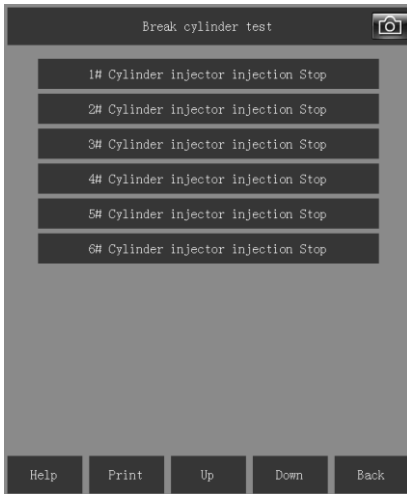 Break cylinder test
1# Cylinder injector injection Stop
2# Cylinder injector injection Stop
3# Cylinder injector injection Stop
4# Cylinder injector injection Stop
5# Cylinder injector injection Stop
6# Cylinder injector injection Stop
Help Print Up Down Back